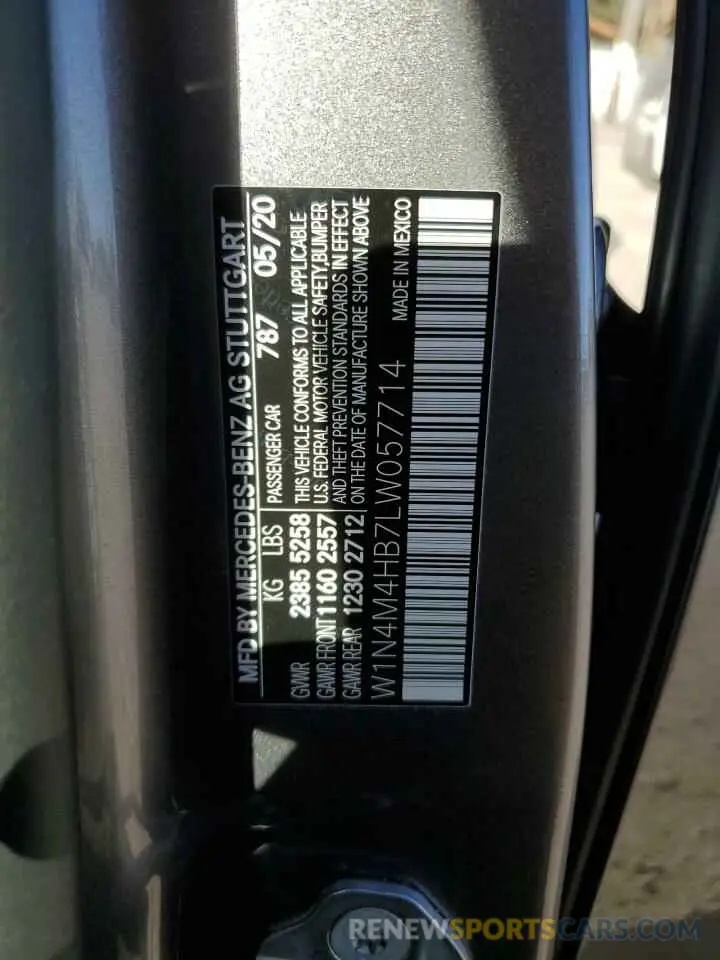 MFD BY MERCEDES-BENZ AG STUTTGART
KG LBS PASSENGER CAR 787 05/20
GVWR 2385 5258 THIS VEHICLE CONFORMS TO ALL APPLICABLE
GAWR FRONT 1160 2557 U.S. FEDERAL MOTOR VEHICLE SAFETY, BUMPER
GAWR REAR 1230 2712 AND THEFT PREVENTION STANDARDS IN EFFECT
ON THE DATE OF MANUFACTURE SHOWN ABOVE
W1N4M4HB7LW057714 MADE IN MEXICO
RENEWSPORTSCARS.COM